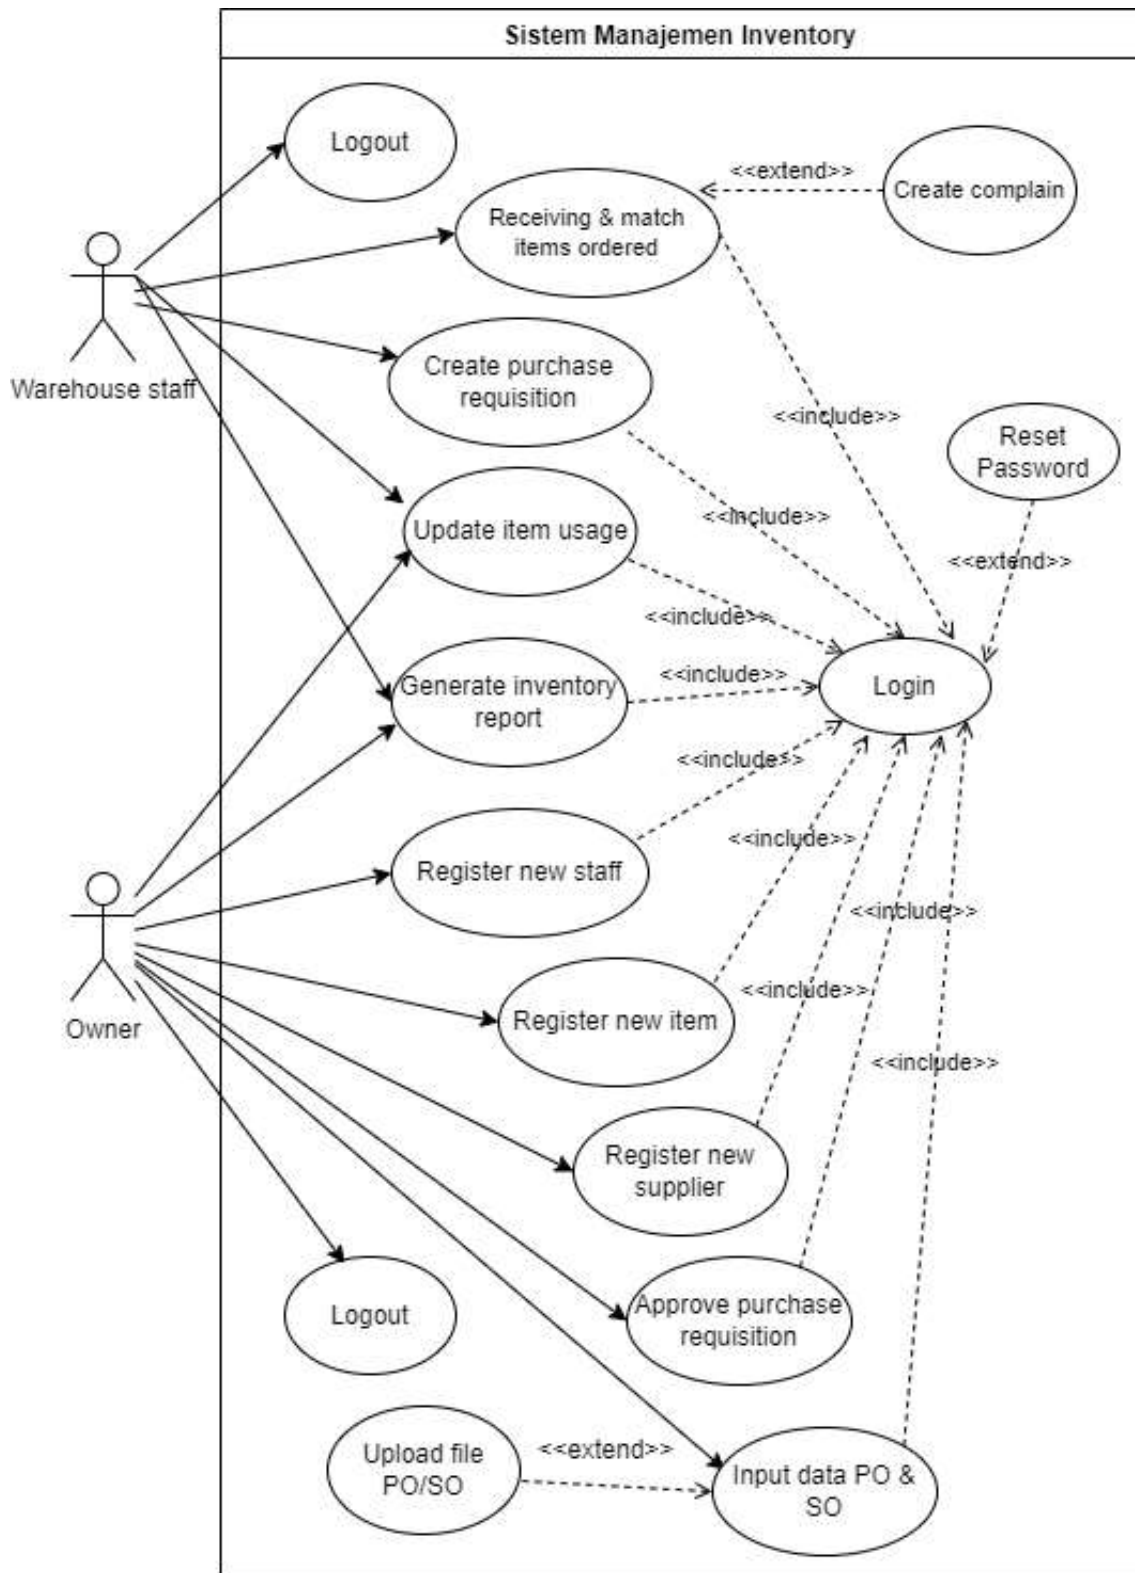 Sistem Manajemen Inventory
Logout
<<extend>>
Create complain
Receiving & match
items ordered
Warehouse staff
Create purchase
requisition
<<include>>
Reset
Password
<<include>>
Update item usage
<<extend>>
<<include>>
Generate inventory
report
<<include>>
Login
<<include>>
<<include>>
Register new staff
<<include>>
Owner
Register new item
<<include>>
<<include>>
Register new
supplier
Logout
Approve purchase
requisition
Upload file
PO/SO
<<extend>>
Input data PO &
SO